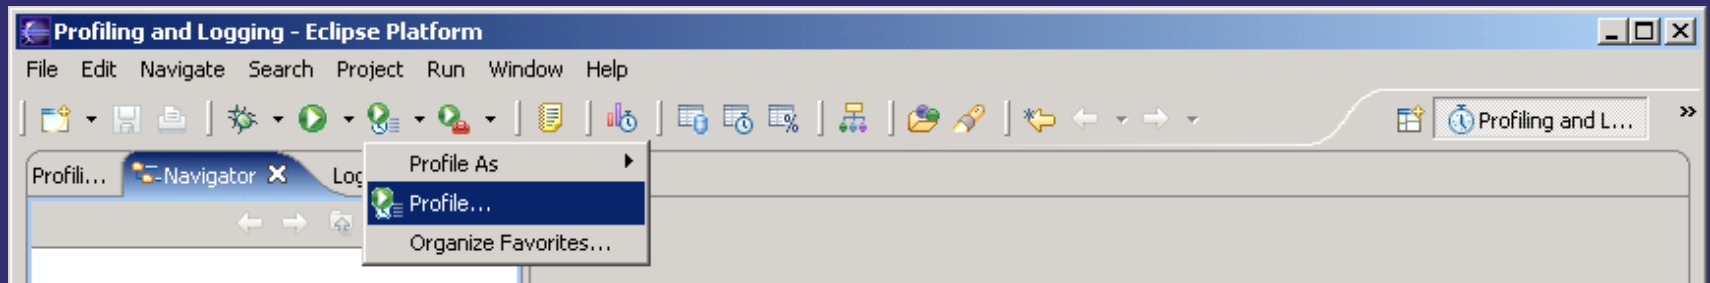 Profiling and Logging - Eclipse Platform
File Edit Navigate Search Project Run Window Help
Profiling and L...
Profili... Navigator Log
Profile As
Profile...
Organize Favorites...